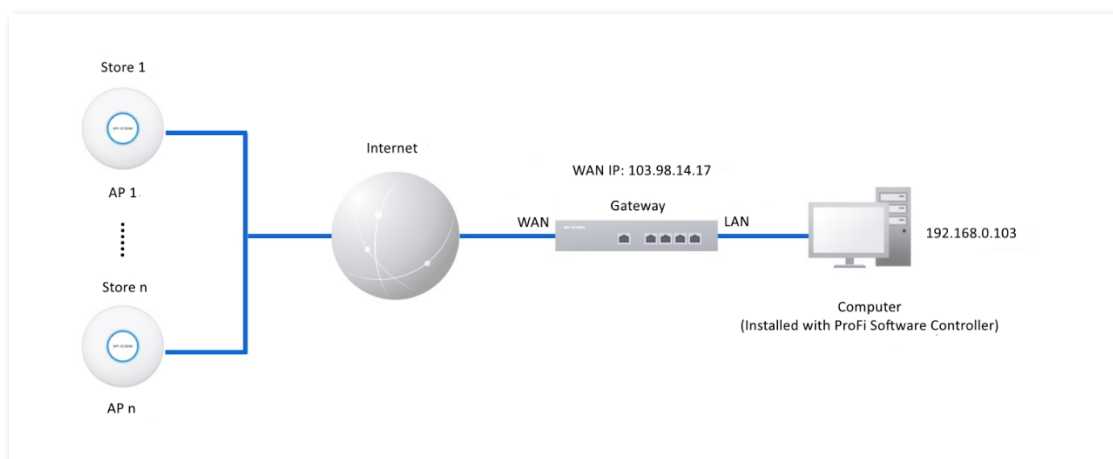 Store 1
AP 1
Store n
AP n
Internet
WAN IP: 103.98.14.17
Gateway
WAN
LAN
192.168.0.103
Computer
(Installed with ProFi Software Controller)